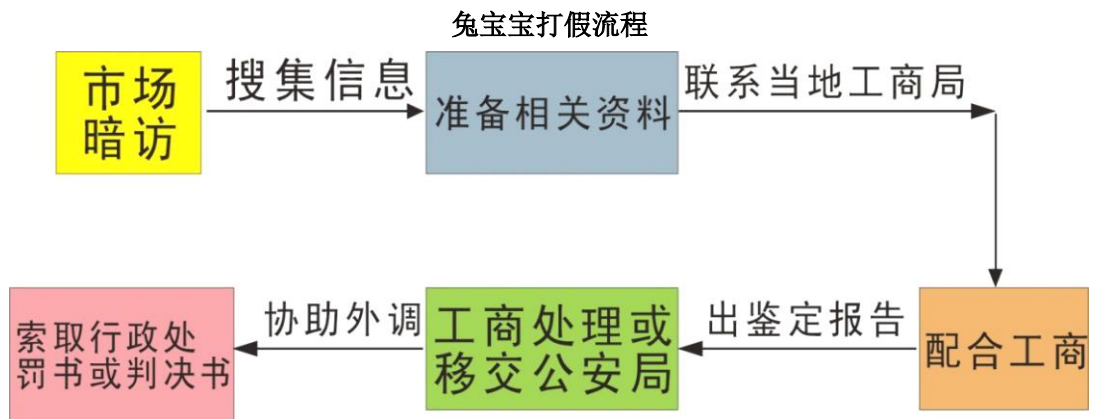 兔宝宝打假流程
市场
暗访
搜集信息
准备相关资料
联系当地工商局
配合工商
出鉴定报告
工商处理或
移交公安局
协助外调
索取行政处
罚书或判决书